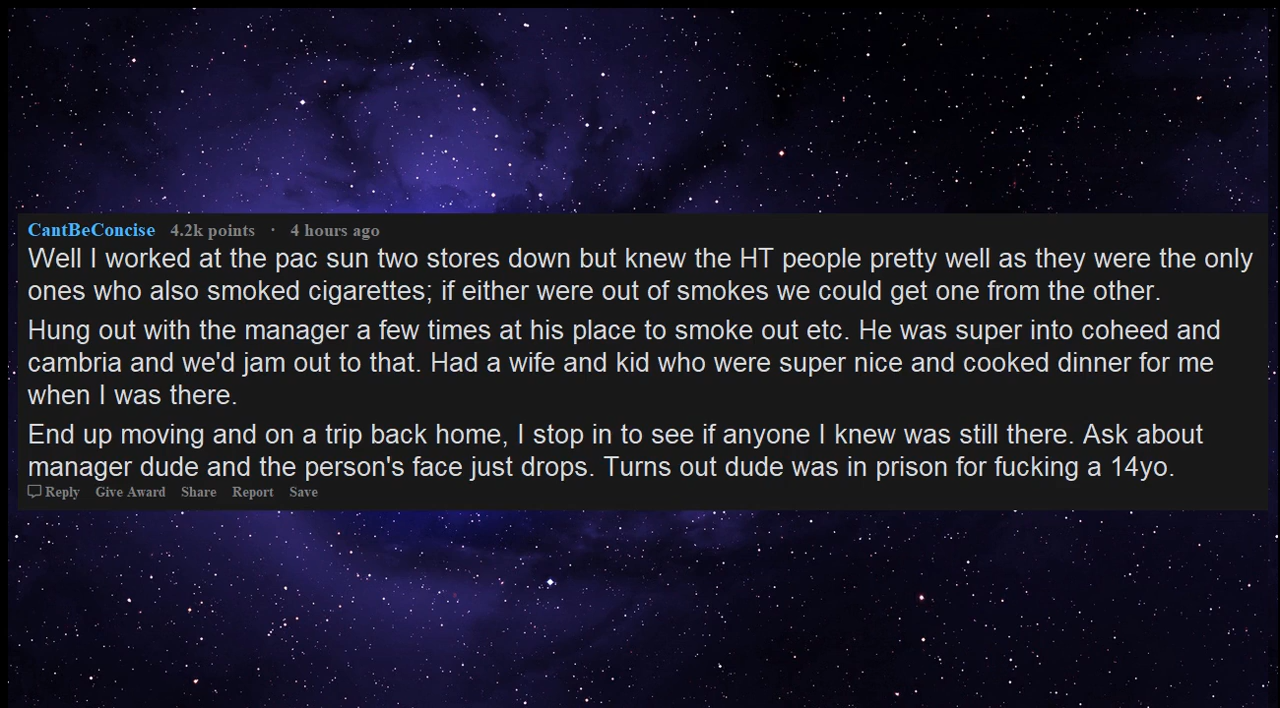 CantBeConcise 4.2k points · 4 hours ago
Well I worked at the pac sun two stores down but knew the HT people pretty well as they were the only
ones who also smoked cigarettes; if either were out of smokes we could get one from the other.
Hung out with the manager a few times at his place to smoke out etc. He was super into coheed and
cambria and we'd jam out to that. Had a wife and kid who were super nice and cooked dinner for me
when I was there.
End up moving and on a trip back home, I stop in to see if anyone I knew was still there. Ask about
manager dude and the person's face just drops. Turns out dude was in prison for fucking a 14yo.
Reply Give Award Share Report Save